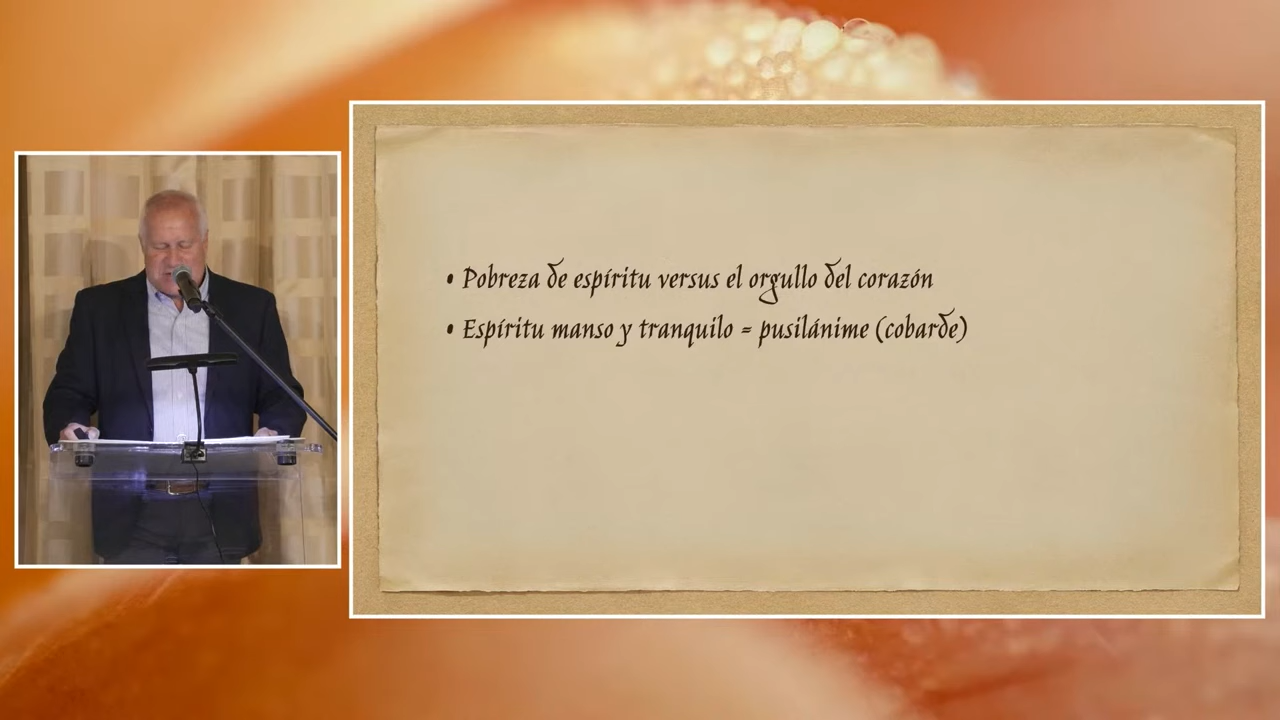 • Pobreza de espíritu versus el orgullo del corazón
• Espíritu manso y tranquilo = pusilánime (cobarde)